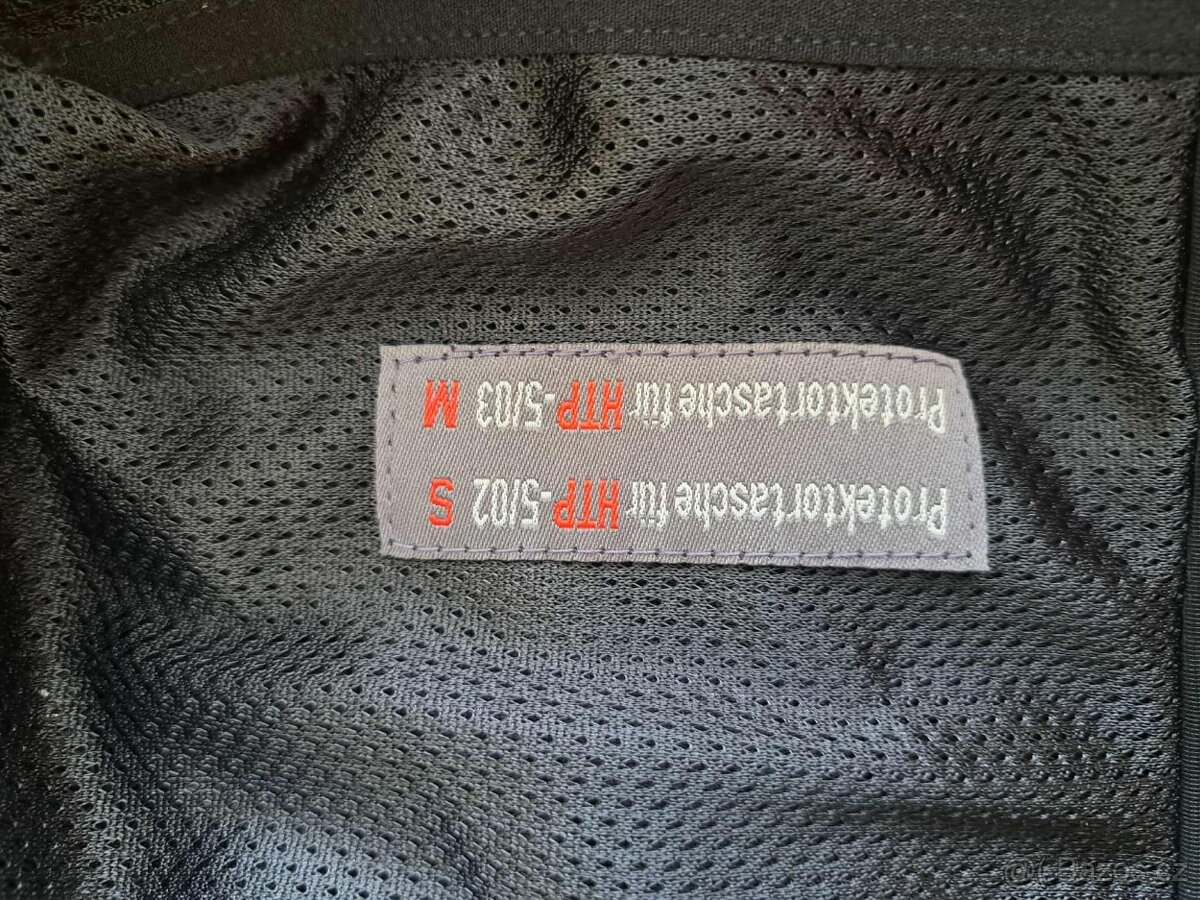 Protektortasche für HTP-5/02 S
Protektortasche für HTP-5/03 M